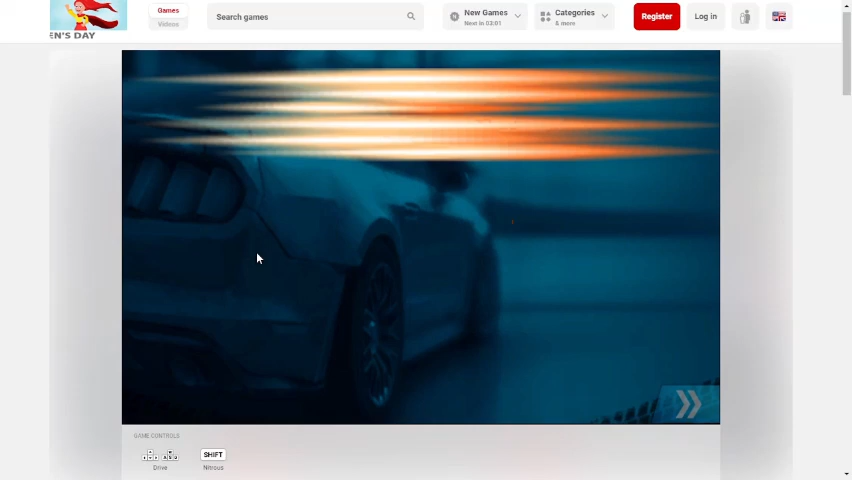 Games
Videos
Search games
New Games
Next in 03:01
Categories
& more
Register
Log in
EN'S DAY
GAME CONTROLS
SHIFT
Drive
Nitrous